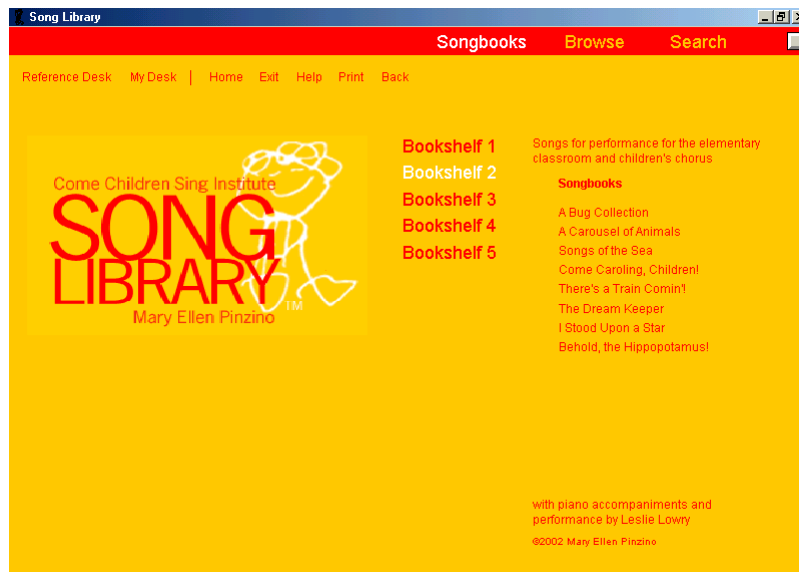 Song Library
Songbooks Browse Search
Reference Desk My Desk | Home Exit Help Print Back
Come Children Sing Institute
SONG
LIBRARY™
Mary Ellen Pinzino
Bookshelf 1
Bookshelf 2
Bookshelf 3
Bookshelf 4
Bookshelf 5
Songs for performance for the elementary
classroom and children's chorus
Songbooks
A Bug Collection
A Carousel of Animals
Songs of the Sea
Come Caroling, Children!
There's a Train Comin'!
The Dream Keeper
I Stood Upon a Star
Behold, the Hippopotamus!
with piano accompaniments and
performance by Leslie Lowry
©2002 Mary Ellen Pinzino